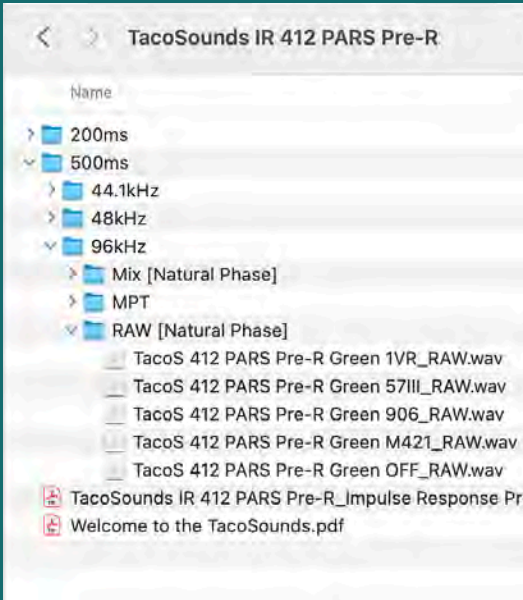 TacoSounds IR 412 PARS Pre-R
Name
200ms
500ms
44.1kHz
48kHz
96kHz
Mix [Natural Phase]
MPT
RAW [Natural Phase]
TacoS 412 PARS Pre-R Green 1VR_RAW.wav
TacoS 412 PARS Pre-R Green 57III_RAW.wav
TacoS 412 PARS Pre-R Green 906_RAW.wav
TacoS 412 PARS Pre-R Green M421_RAW.wav
TacoS 412 PARS Pre-R Green OFF_RAW.wav
TacoSounds IR 412 PARS Pre-R_Impulse Response Pr
Welcome to the TacoSounds.pdf